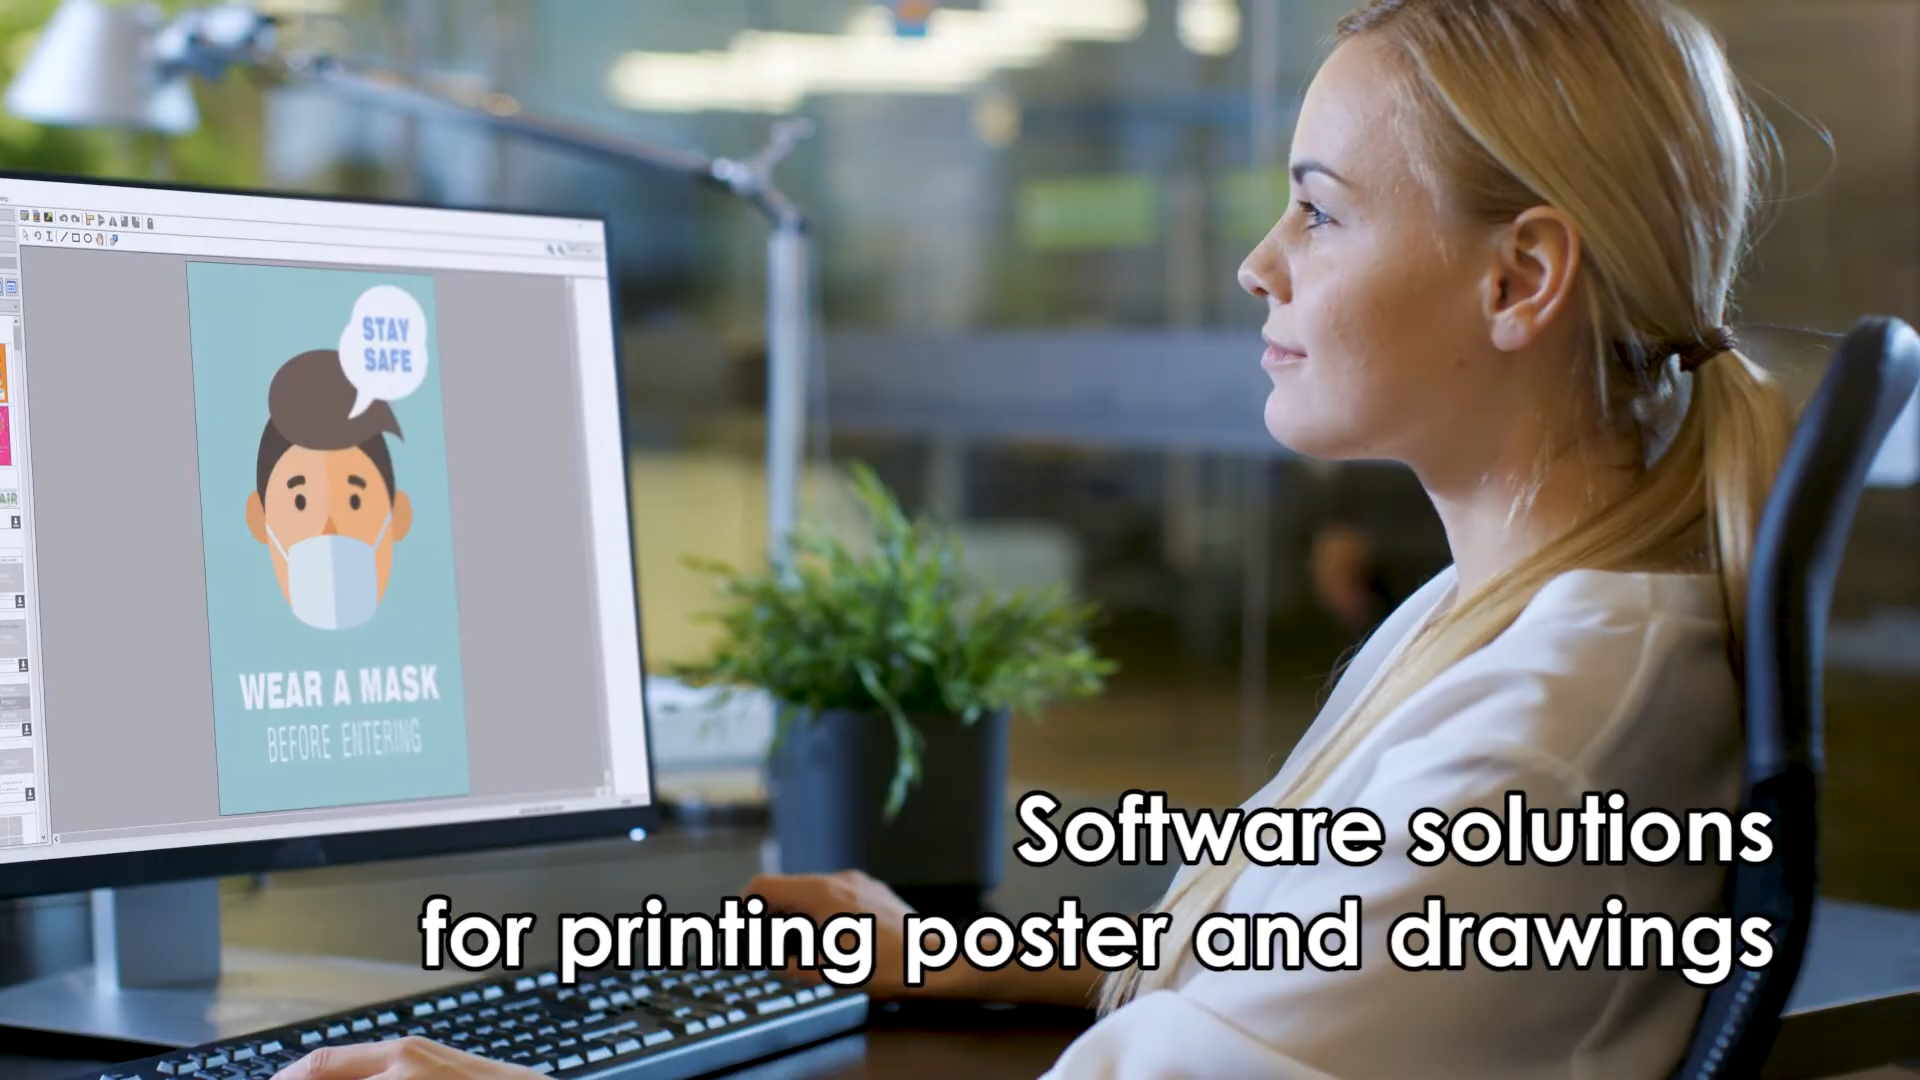 STAY
SAFE
WEAR A MASK
BEFORE ENTERING
Software solutions
for printing poster and drawings